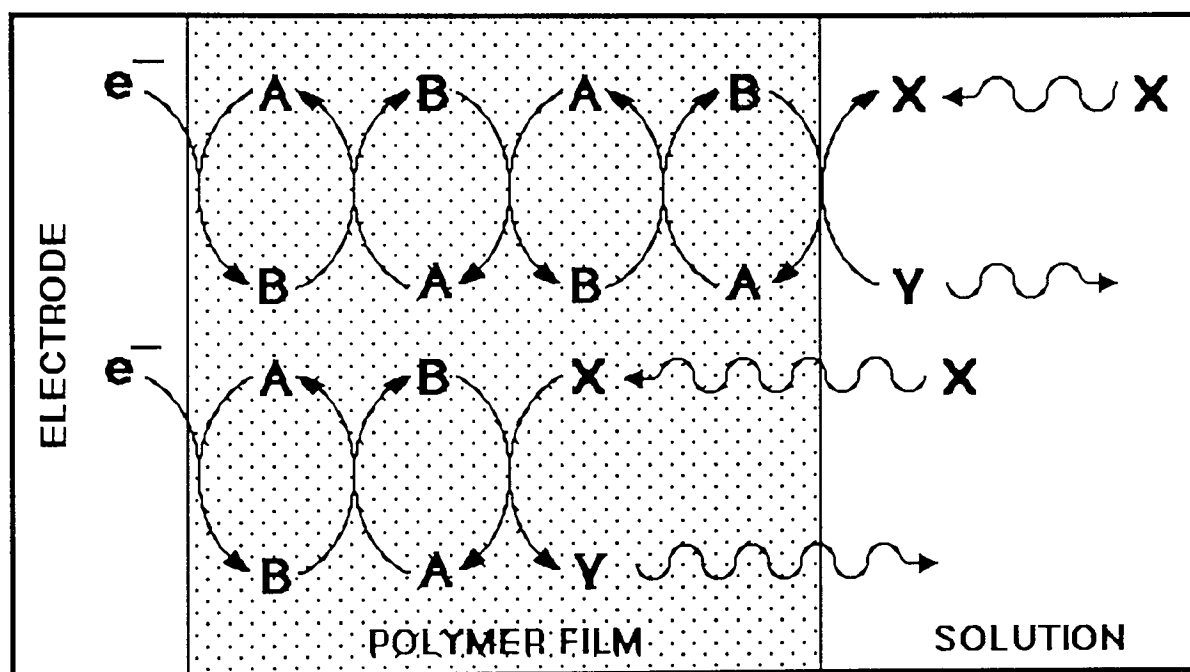 ELECTRODE
e⁻ A B A B X X
B A B A Y
e⁻ A B X X
B A Y
POLYMER FILM
SOLUTION